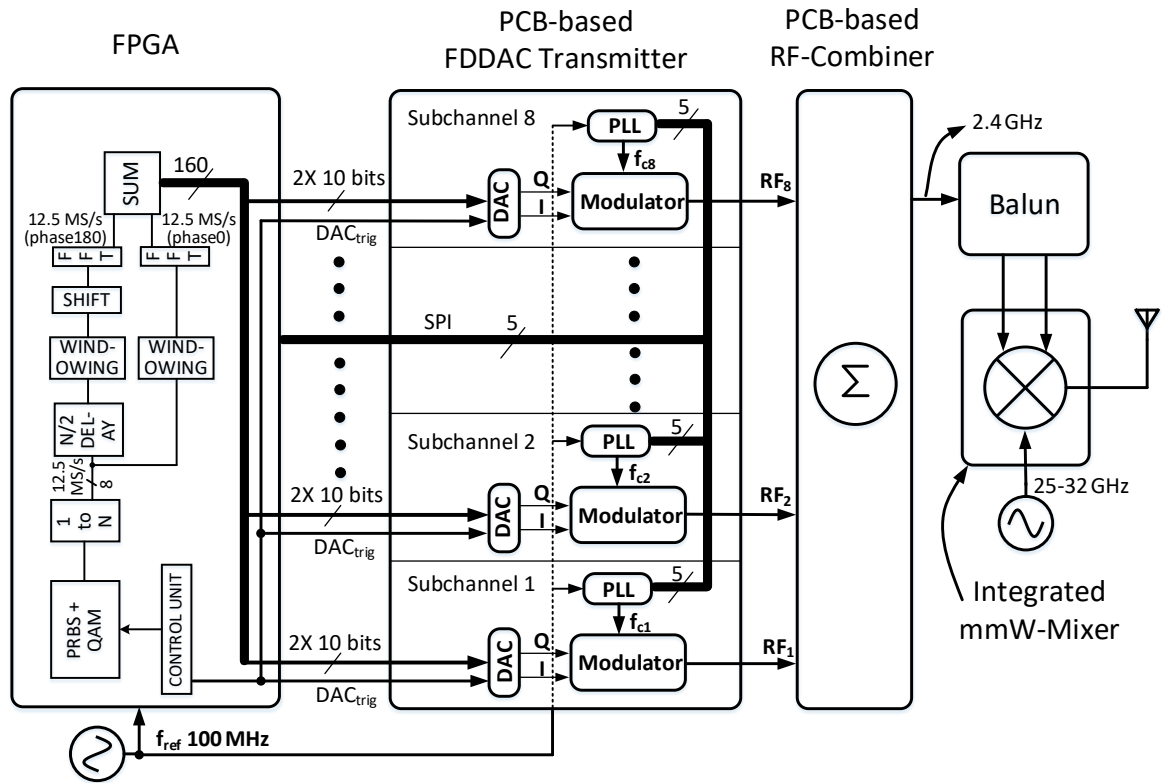 FPGA
PCB-based
FDDAC Transmitter
PCB-based
RF-Combiner
SUM
160
12.5 MS/s
(phase180)
12.5 MS/s
(phase0)
F F T
F F T
SHIFT
WIND-
OWING
WIND-
OWING
N/2
DEL-
AY
12.5
MS/s
8
1
to
N
PRBS +
QAM
CONTROL UNIT
f_ref 100 MHz
2X 10 bits
DAC_trig
SPI
5
2X 10 bits
DAC_trig
2X 10 bits
DAC_trig
Subchannel 8
PLL
5
f_c8
DAC
Q
I
Modulator
RF_8
Subchannel 2
PLL
5
f_c2
DAC
Q
I
Modulator
RF_2
Subchannel 1
PLL
5
f_c1
DAC
Q
I
Modulator
RF_1
Σ
2.4 GHz
Balun
25-32 GHz
Integrated
mmW-Mixer